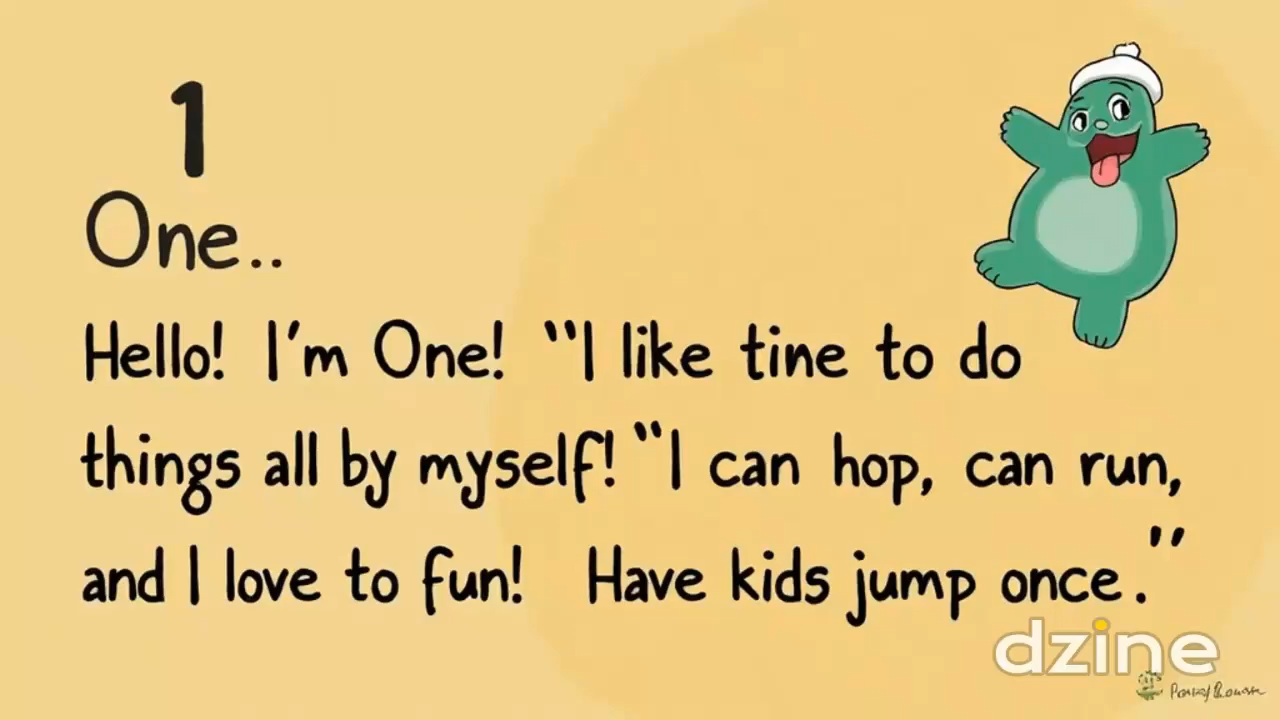 1
One..
Hello! I'm One! "I like tine to do
things all by myself! "I can hop, can run,
and I love to fun! Have kids jump once."
dzine